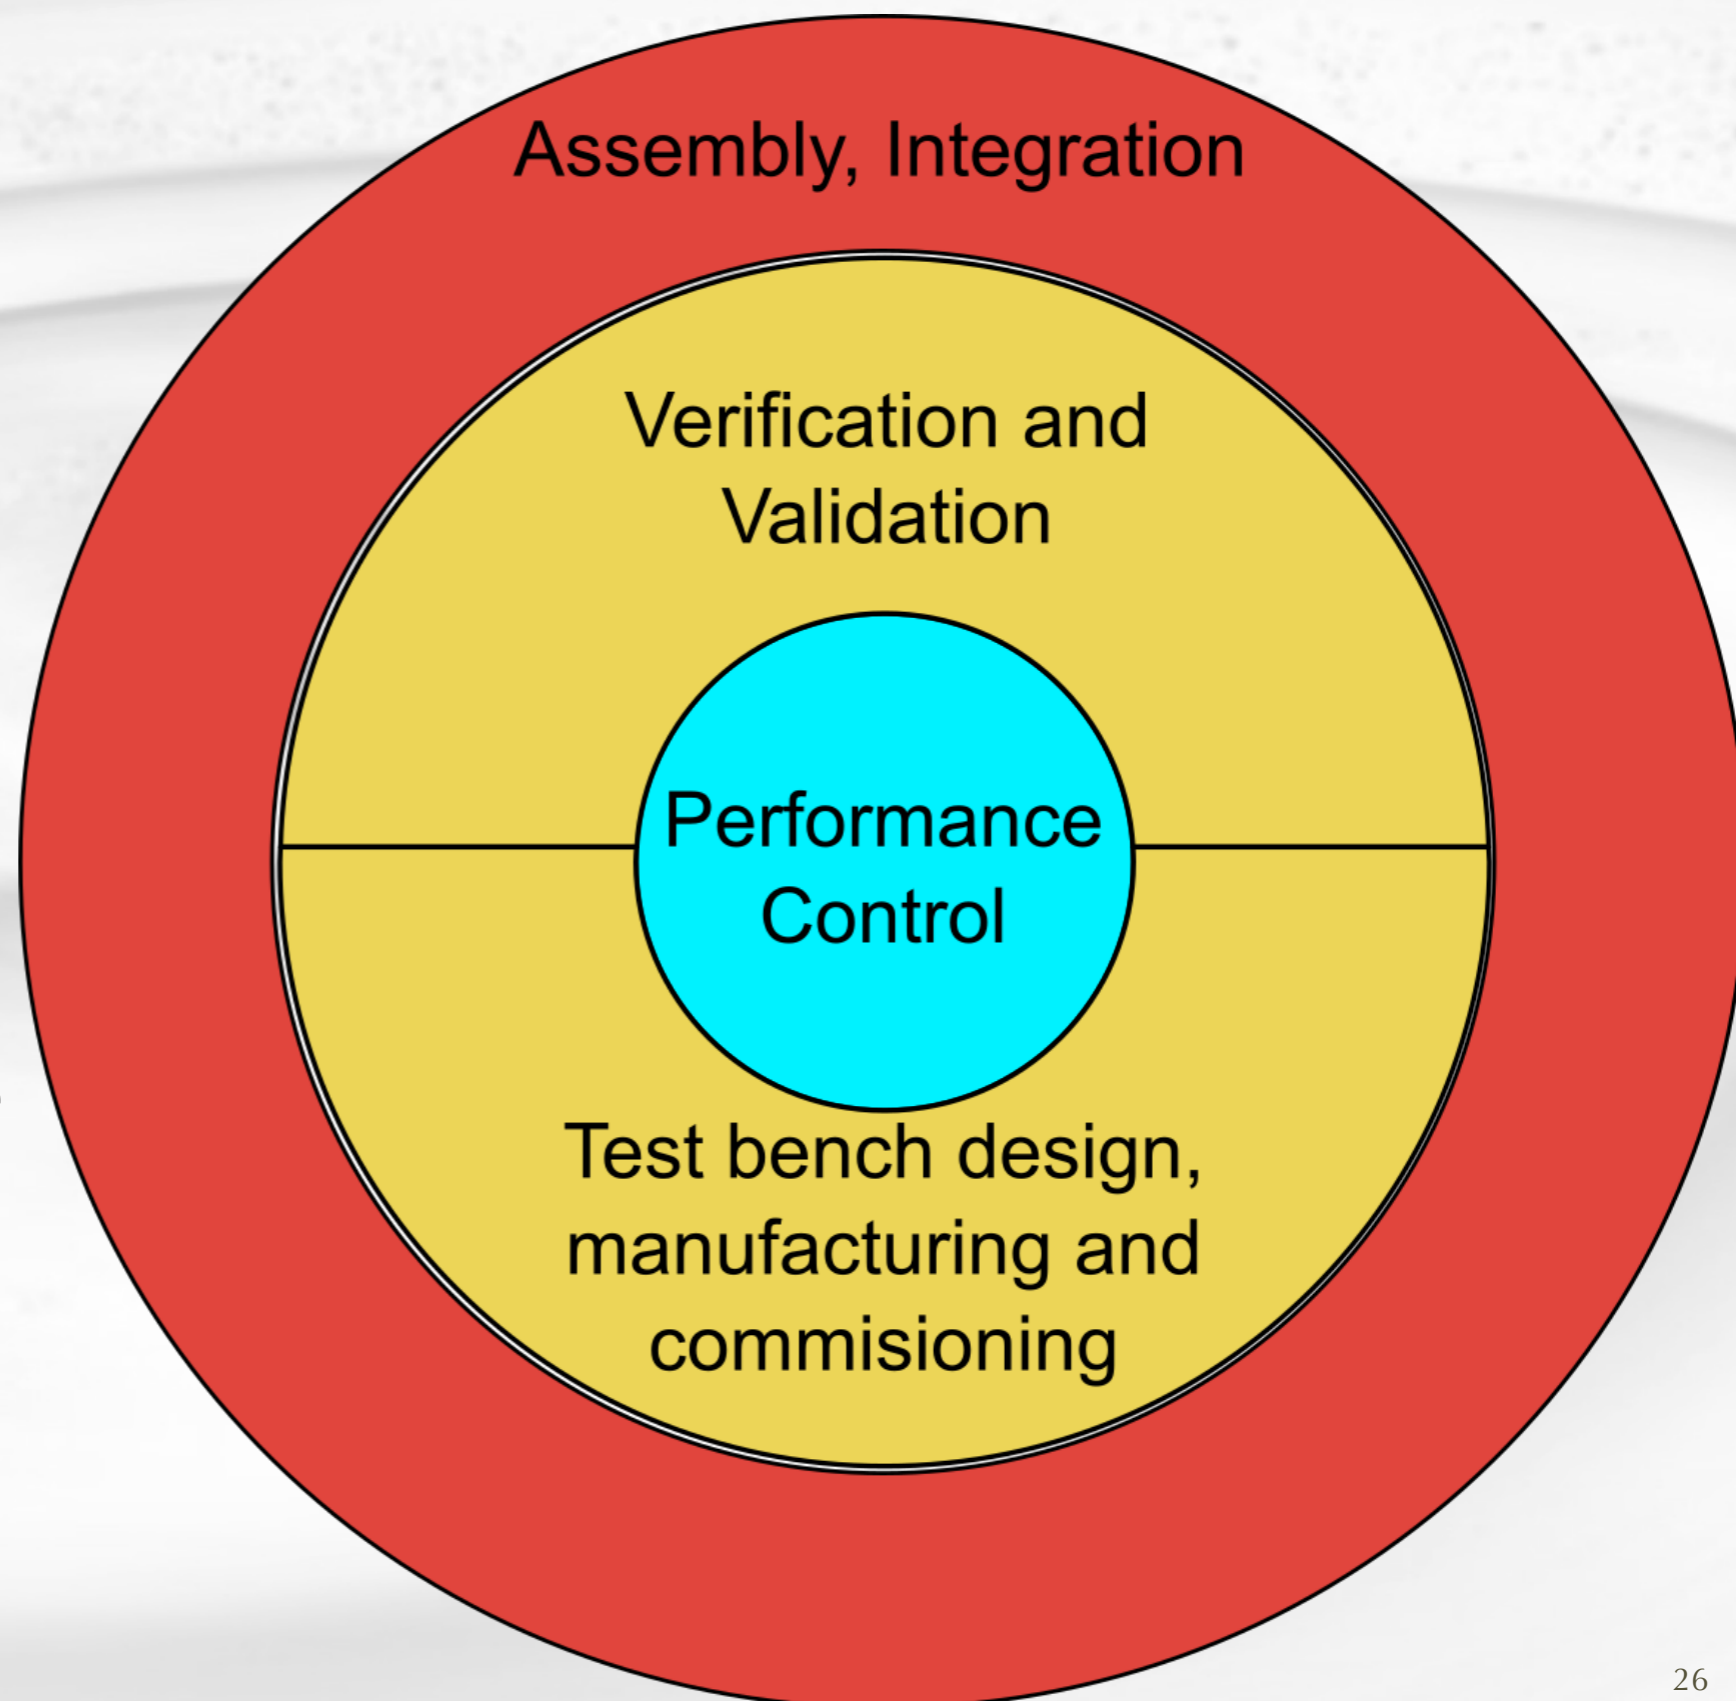 Assembly, Integration
Verification and
Validation
Performance
Control
Test bench design,
manufacturing and
commisioning
26